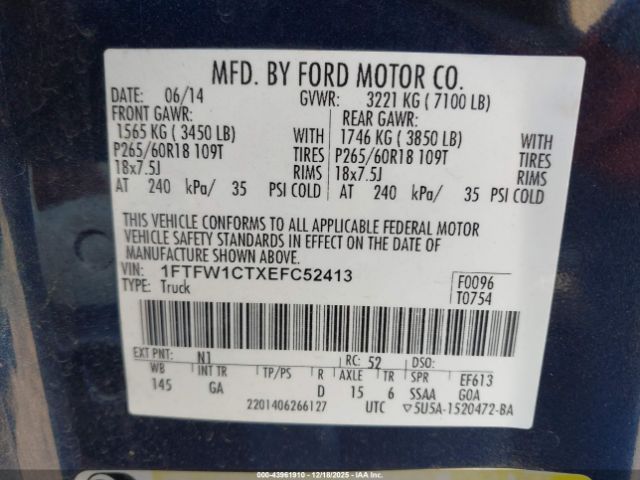 MFD. BY FORD MOTOR CO.
DATE: 06/14 GVWR: 3221 KG ( 7100 LB)
FRONT GAWR: REAR GAWR:
1565 KG ( 3450 LB) WITH 1746 KG ( 3850 LB) WITH
P265/60R18 109T TIRES P265/60R18 109T TIRES
18x7.5J RIMS 18x7.5J RIMS
AT 240 kPa/ 35 PSI COLD AT 240 kPa/ 35 PSI COLD
THIS VEHICLE CONFORMS TO ALL APPLICABLE FEDERAL MOTOR
VEHICLE SAFETY STANDARDS IN EFFECT ON THE DATE OF
MANUFACTURE SHOWN ABOVE.
VIN: 1FTFW1CTXEFC52413 F0096
TYPE: Truck T0754
EXT PNT: N1 RC: 52 DSO:
WB INT TR TP/PS R AXLE TR SPR EF613
145 GA D 15 6 SSAA GOA
2201406266127 UTC ▽5U5A-1520472-BA
000-43961910 - 12/18/2025 - IAAI.CA